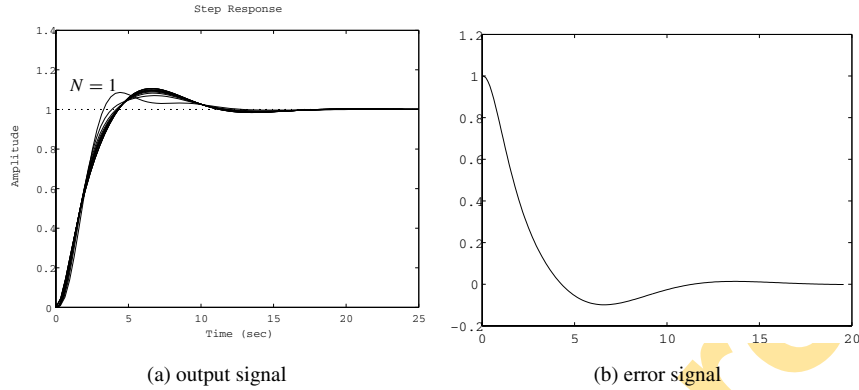 Step Response
1.4
1.2
1
0.8
0.6
0.4
0.2
0
N = 1
Amplitude
0 5 10 15 20 25
Time (sec)
(a) output signal
1.2
1
0.8
0.6
0.4
0.2
0
−0.2
0 5 10 15 20
(b) error signal